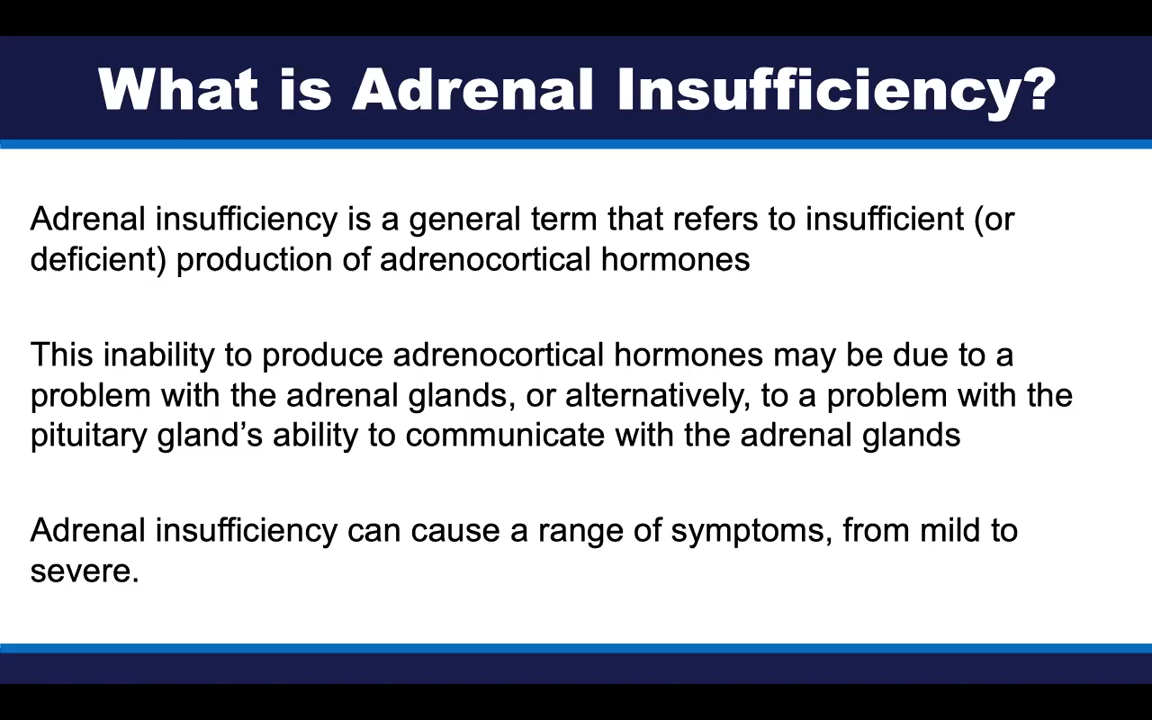 What is Adrenal Insufficiency?
Adrenal insufficiency is a general term that refers to insufficient (or
deficient) production of adrenocortical hormones
This inability to produce adrenocortical hormones may be due to a
problem with the adrenal glands, or alternatively, to a problem with the
pituitary gland’s ability to communicate with the adrenal glands
Adrenal insufficiency can cause a range of symptoms, from mild to
severe.